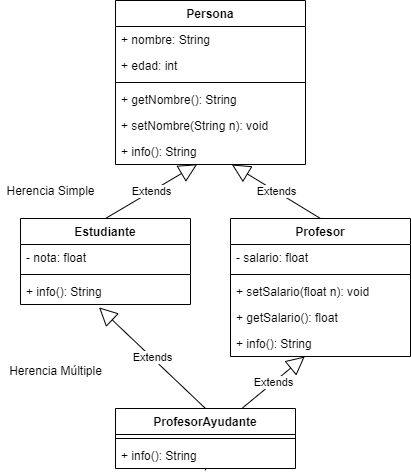 Persona
+ nombre: String
+ edad: int
+ getNombre(): String
+ setNombre(String n): void
+ info(): String
Herencia Simple
Extends
Extends
Estudiante
- nota: float
+ info(): String
Profesor
- salario: float
+ setSalario(float n): void
+ getSalario(): float
+ info(): String
Herencia Múltiple
Extends
Extends
ProfesorAyudante
+ info(): String